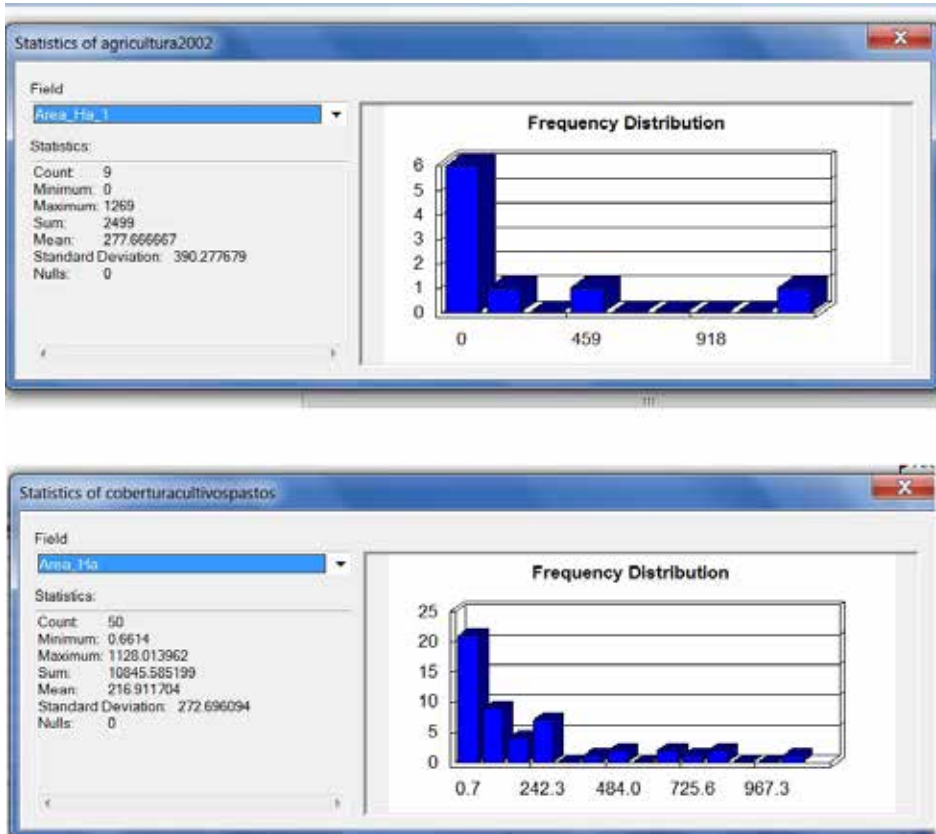 Statistics of agricultura2002
Field
Area_Ha_1
Statistics:
Count: 9
Minimum: 0
Maximum: 1269
Sum: 2499
Mean: 277.666667
Standard Deviation: 390.277679
Nulls: 0
Frequency Distribution
6
5
4
3
2
1
0
0 459 918
Statistics of coberturacultivospastos
Field
Area_Ha
Statistics:
Count: 50
Minimum: 0.6614
Maximum: 1128.013962
Sum: 10845.585199
Mean: 216.911704
Standard Deviation: 272.696094
Nulls: 0
Frequency Distribution
25
20
15
10
5
0
0.7 242.3 484.0 725.6 967.3